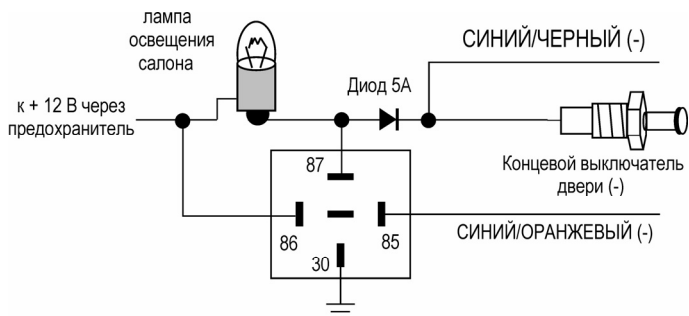 лампа
освещения
салона
СИНИЙ/ЧЕРНЫЙ (-)
Диод 5А
к + 12 В через
предохранитель
Концевой выключатель
двери (-)
87
86
85
30
СИНИЙ/ОРАНЖЕВЫЙ (-)